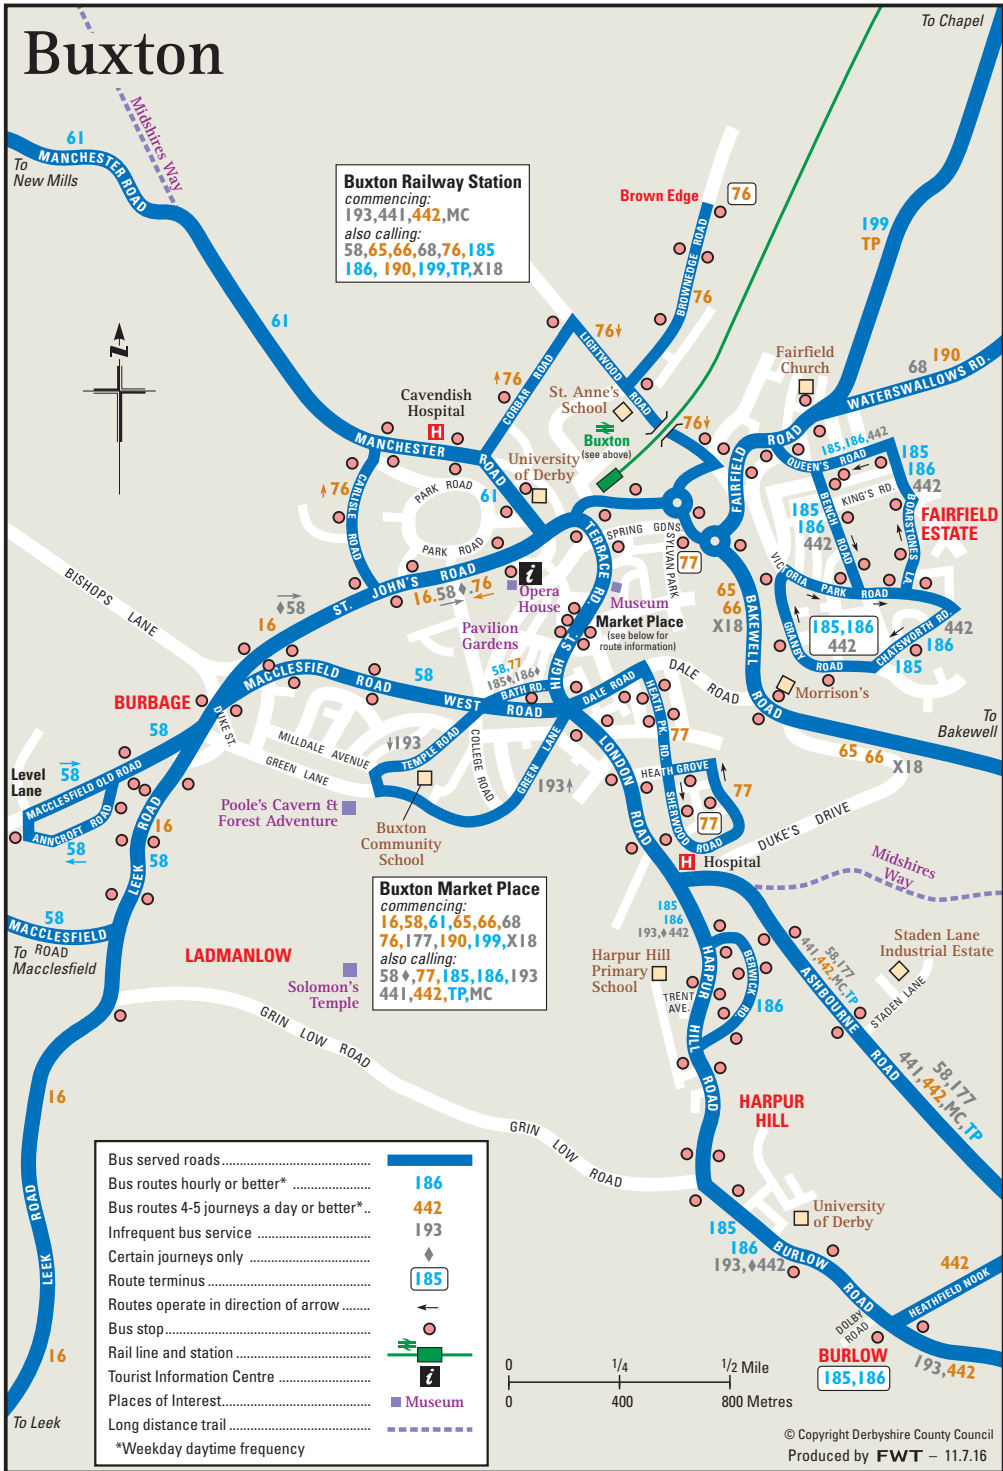 Buxton
To Chapel
Midshires Way
61
MANCHESTER ROAD
To
New Mills
Buxton Railway Station
commencing:
193,441,442,MC
also calling:
58,65,66,68,76,185
186, 190,199,TP,X18
Brown Edge
76
BROWNEDGE ROAD
76
199
TP
61
76
LIGHTWOOD ROAD
Fairfield
Church
190
68
WATERSWALLOWS RD.
76
CORBAR ROAD
St. Anne's
School
Cavendish
Hospital
H
Buxton
(see above)
76
MANCHESTER ROAD
University
of Derby
FAIRFIELD ROAD
185,186,442
QUEEN'S ROAD
185
186
442
KING'S RD.
BOARSTONES LA.
FAIRFIELD
ESTATE
76
CARLISLE ROAD
PARK ROAD
61
185
186
442
BENCH ROAD
SPRING GDNS.
SYLVAN PARK
77
TERRACE RD.
PARK ROAD
ST. JOHN'S ROAD
16.58♦.76
i
Opera
House
Museum
VICTORIA PARK ROAD
BISHOPS LANE
♦58
16
Pavilion
Gardens
Market Place
(see below for
route information)
65
66
X18
BAKEWELL ROAD
GRANBY ROAD
185,186
442
CHATSWORTH RD.
442
186
185
HIGH ST.
58,77
185♦,186♦
BATH RD.
DALE ROAD
DALE ROAD
MACCLESFIELD ROAD
58
WEST ROAD
HEATH PK. RD.
Morrison's
BURBAGE
DUKE ST.
To
Bakewell
65 66 X18
58
MILLDALE AVENUE
GREEN LANE
193
TEMPLE ROAD
COLLEGE ROAD
GREEN LANE
193
LONDON ROAD
77
HEATH GROVE
77
SHERWOOD ROAD
77
DUKE'S DRIVE
Level
Lane
58
MACCLESFIELD OLD ROAD
ANNCROFT ROAD
58
16
58
LEEK ROAD
Poole's Cavern &
Forest Adventure
Buxton
Community
School
H
Hospital
Midshires
Way
58
MACCLESFIELD
ROAD
To
Macclesfield
LADMANLOW
Solomon's
Temple
Buxton Market Place
commencing:
16,58,61,65,66,68
76,177,190,199,X18
also calling:
58♦,77,185,186,193
441,442,TP,MC
185
186
193,♦442
HARPUR HILL ROAD
Harpur Hill
Primary
School
TRENT
AVE.
BERWICK RD.
186
58,177
441,442,MC,TP
ASHBOURNE ROAD
Staden Lane
Industrial Estate
STADEN LANE
58,177
441,442,MC,TP
GRIN LOW ROAD
16
HARPUR
HILL
GRIN LOW ROAD
LEEK ROAD
University
of Derby
185
186
193,♦442
BURLOW ROAD
442
HEATHFIELD NOOK
DOLBY
ROAD
BURLOW
185,186
193,442
16
To Leek
Bus served roads
Bus routes hourly or better* 186
Bus routes 4-5 journeys a day or better*.. 442
Infrequent bus service 193
Certain journeys only ♦
Route terminus 185
Routes operate in direction of arrow
Bus stop
Rail line and station
Tourist Information Centre i
Places of Interest Museum
Long distance trail
*Weekday daytime frequency
0 1/4 1/2 Mile
0 400 800 Metres
© Copyright Derbyshire County Council
Produced by FWT – 11.7.16